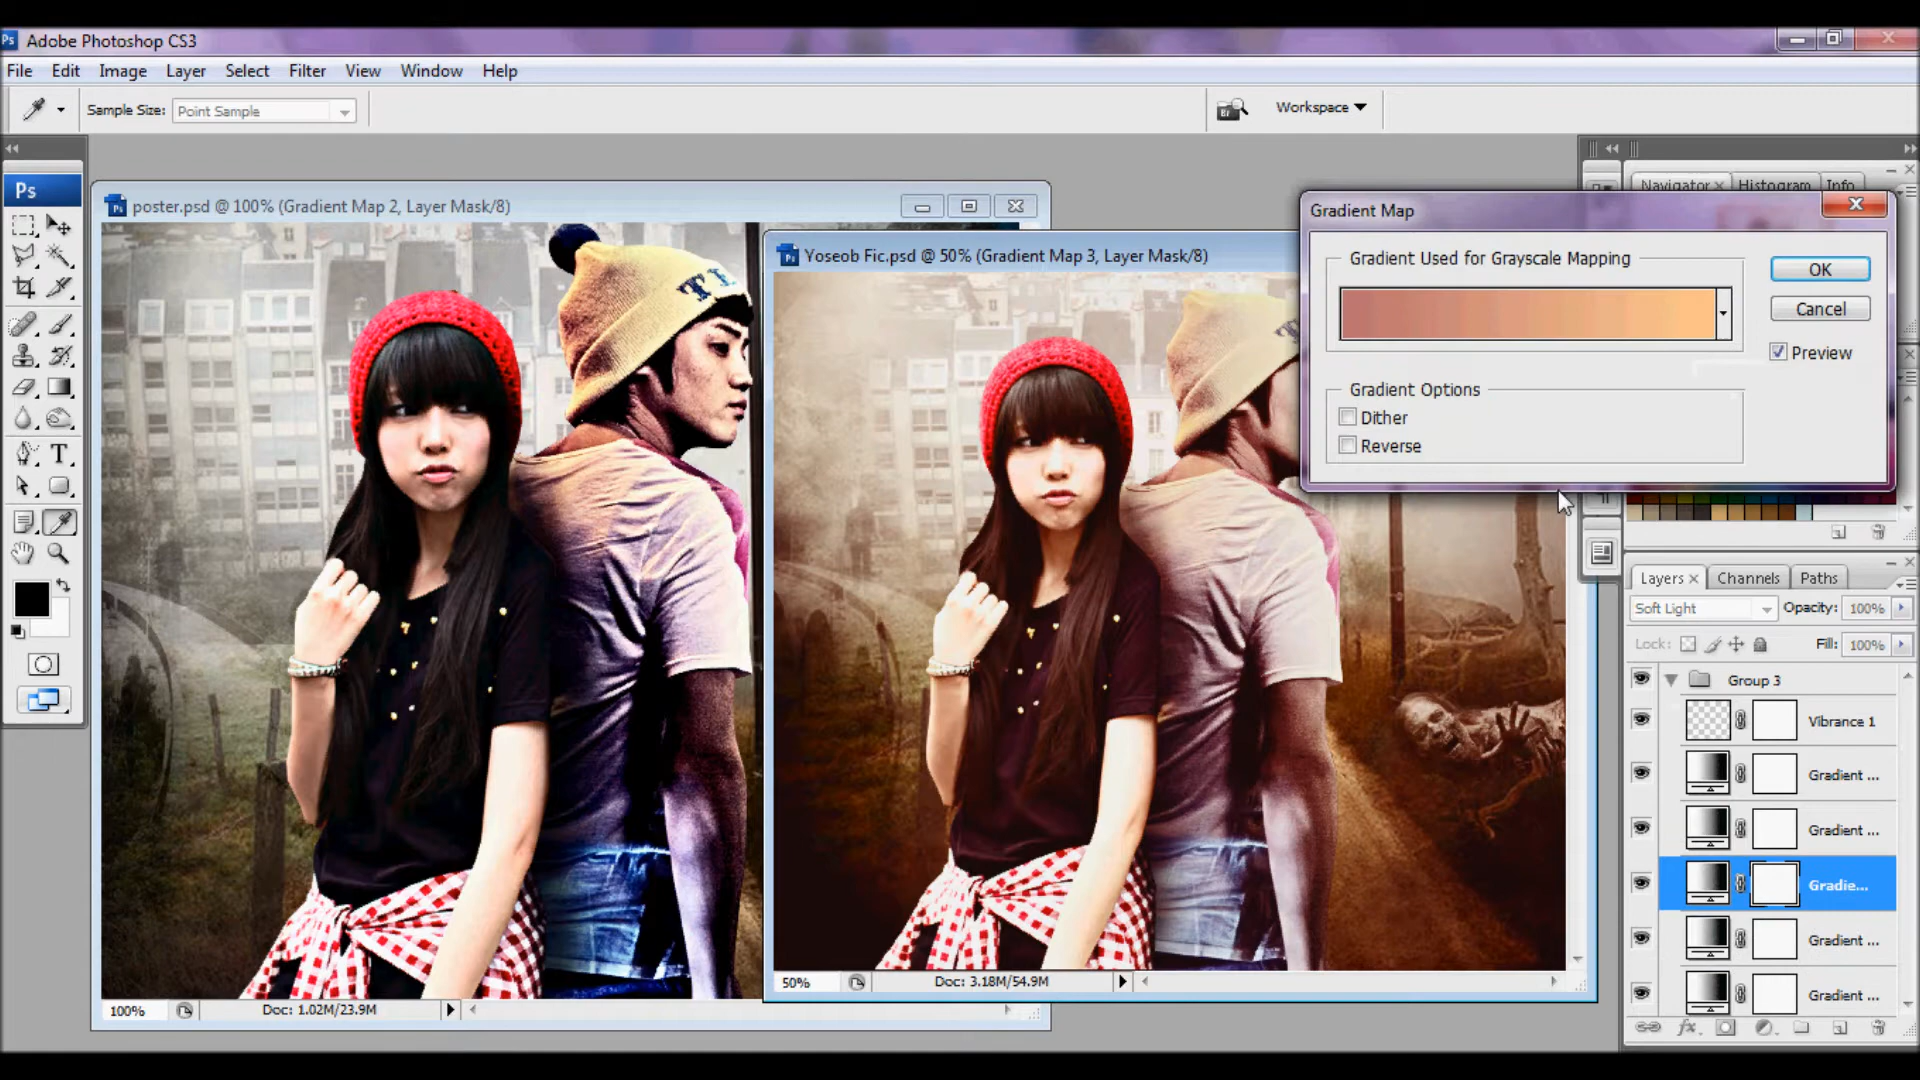 Ps Adobe Photoshop CS3
File Edit Image Layer Select Filter View Window Help
Sample Size: Point Sample
Br Workspace
Ps
poster.psd @ 100% (Gradient Map 2, Layer Mask/8)
Yoseob Fic.psd @ 50% (Gradient Map 3, Layer Mask/8)
Navigator Histogram Info
Gradient Map
Gradient Used for Grayscale Mapping
OK
Cancel
Preview
Gradient Options
Dither
Reverse
Layers Channels Paths
Soft Light Opacity: 100%
Lock: Fill: 100%
Group 3
Vibrance 1
Gradient ...
Gradient ...
Gradie...
Gradient ...
Gradient ...
50% Doc: 3.18M/54.9M
100% Doc: 1.02M/23.9M